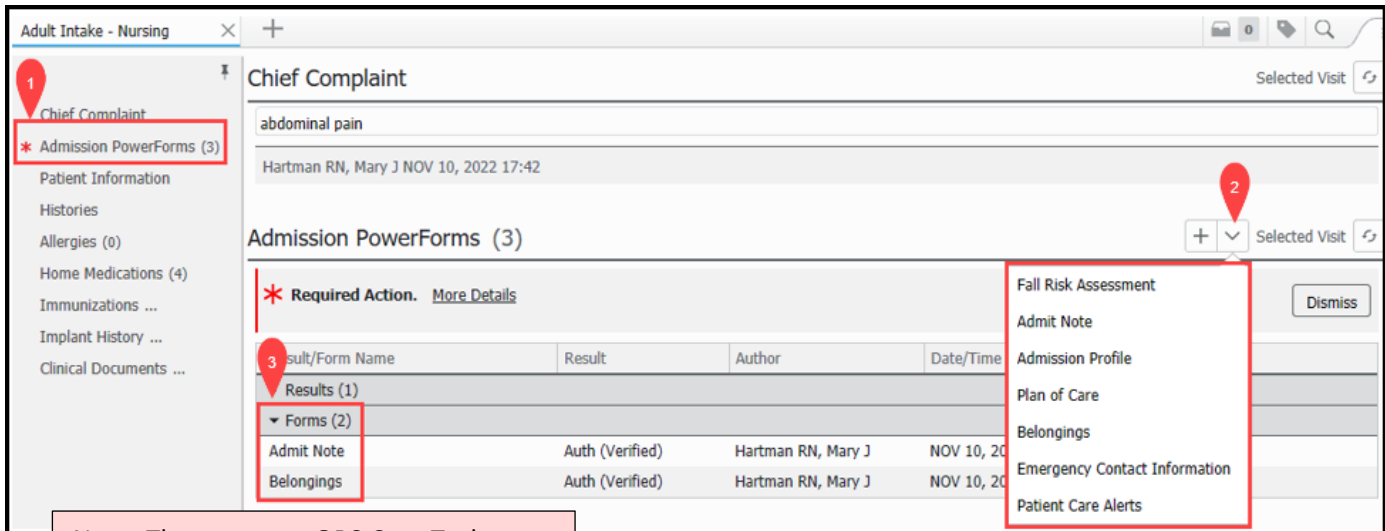 Adult Intake - Nursing
0
1
Chief Complaint
Selected Visit
Chief Complaint
abdominal pain
Admission PowerForms (3)
Patient Information
Hartman RN, Mary J NOV 10, 2022 17:42
2
Histories
Allergies (0)
Admission PowerForms (3)
Selected Visit
Home Medications (4)
Immunizations ...
Implant History ...
Clinical Documents ...
Required Action. More Details
Dismiss
3
sult/Form Name Result Author Date/Time
Results (1)
Forms (2)
Admit Note Auth (Verified) Hartman RN, Mary J NOV 10, 20
Belongings Auth (Verified) Hartman RN, Mary J NOV 10, 20
Fall Risk Assessment
Admit Note
Admission Profile
Plan of Care
Belongings
Emergency Contact Information
Patient Care Alerts